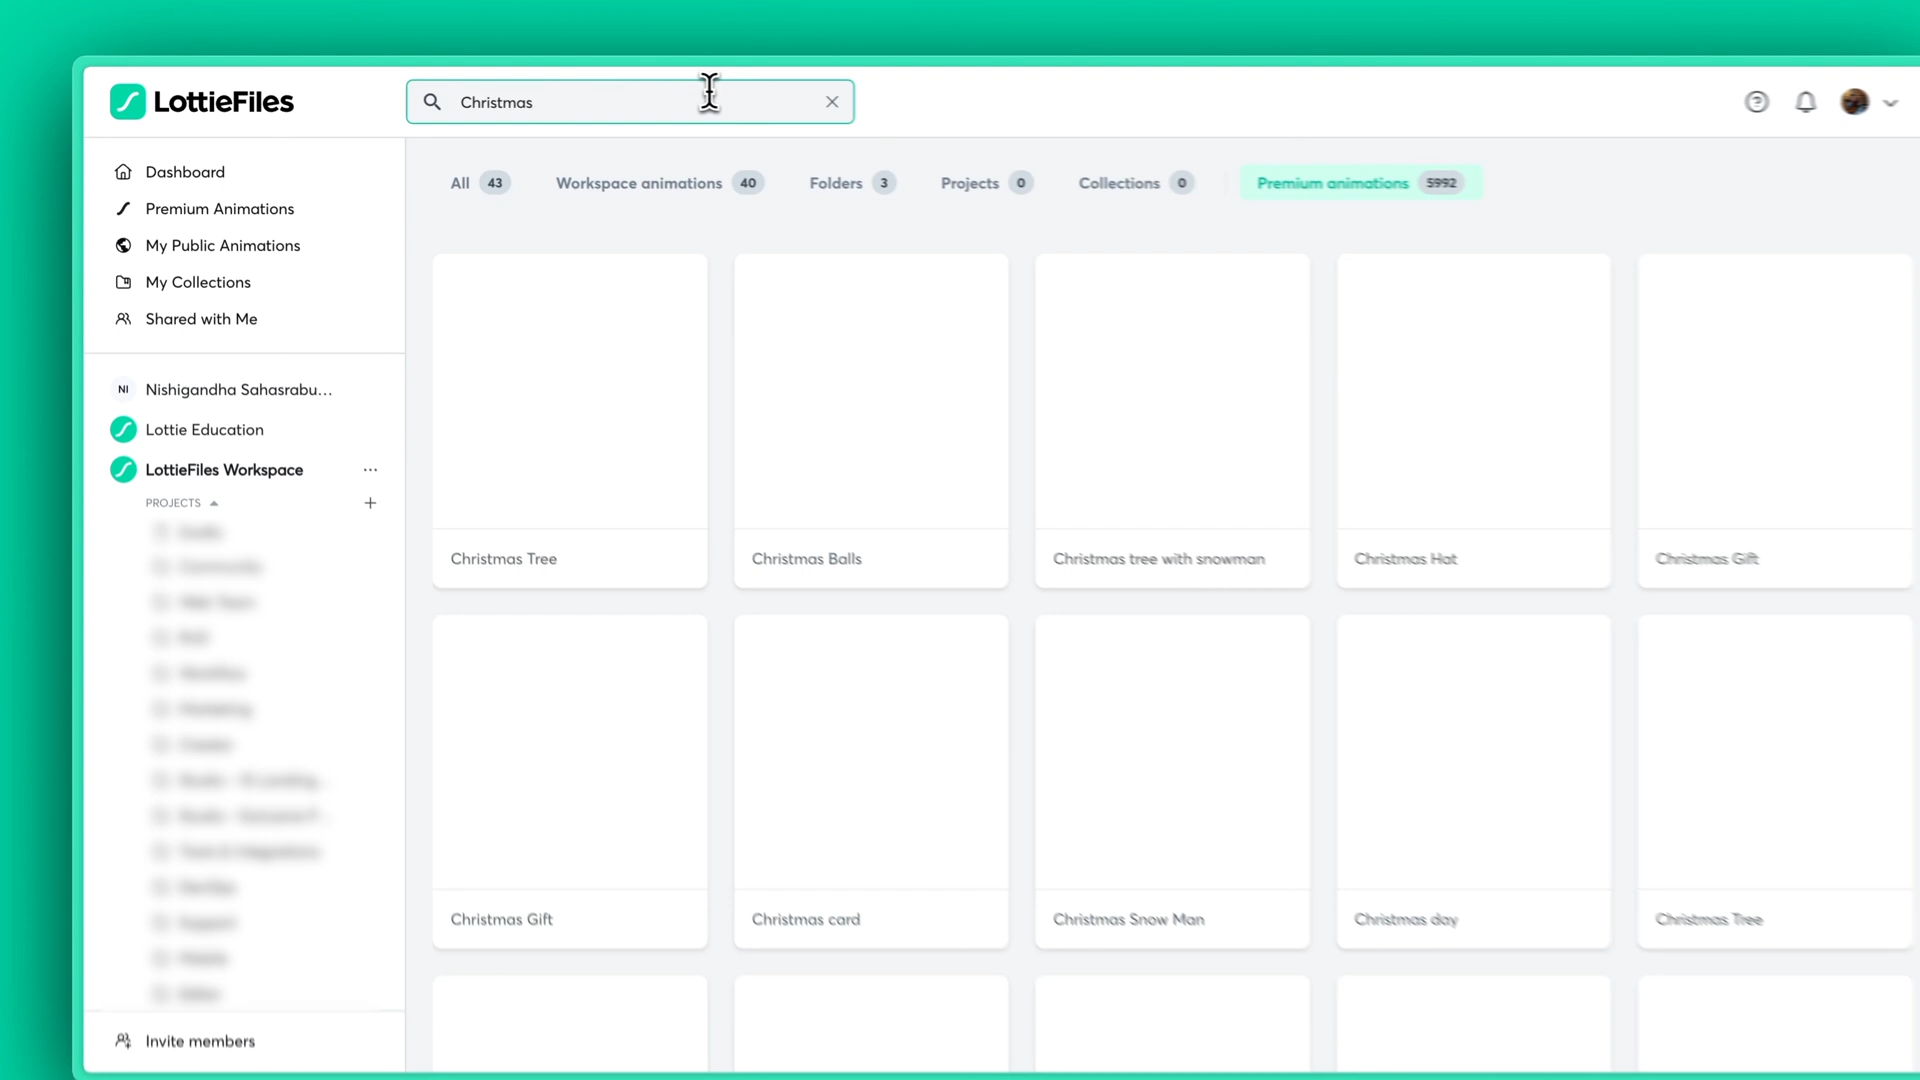 LottieFiles
Christmas
All 43
Workspace animations 40
Folders 3
Projects 0
Collections 0
Premium animations 5992
Dashboard
Premium Animations
My Public Animations
My Collections
Shared with Me
NI Nishigandha Sahasrabu...
Lottie Education
LottieFiles Workspace
PROJECTS
Christmas Tree
Christmas Balls
Christmas tree with snowman
Christmas Hat
Christmas Gift
Christmas Gift
Christmas card
Christmas Snow Man
Christmas day
Christmas Tree
Invite members